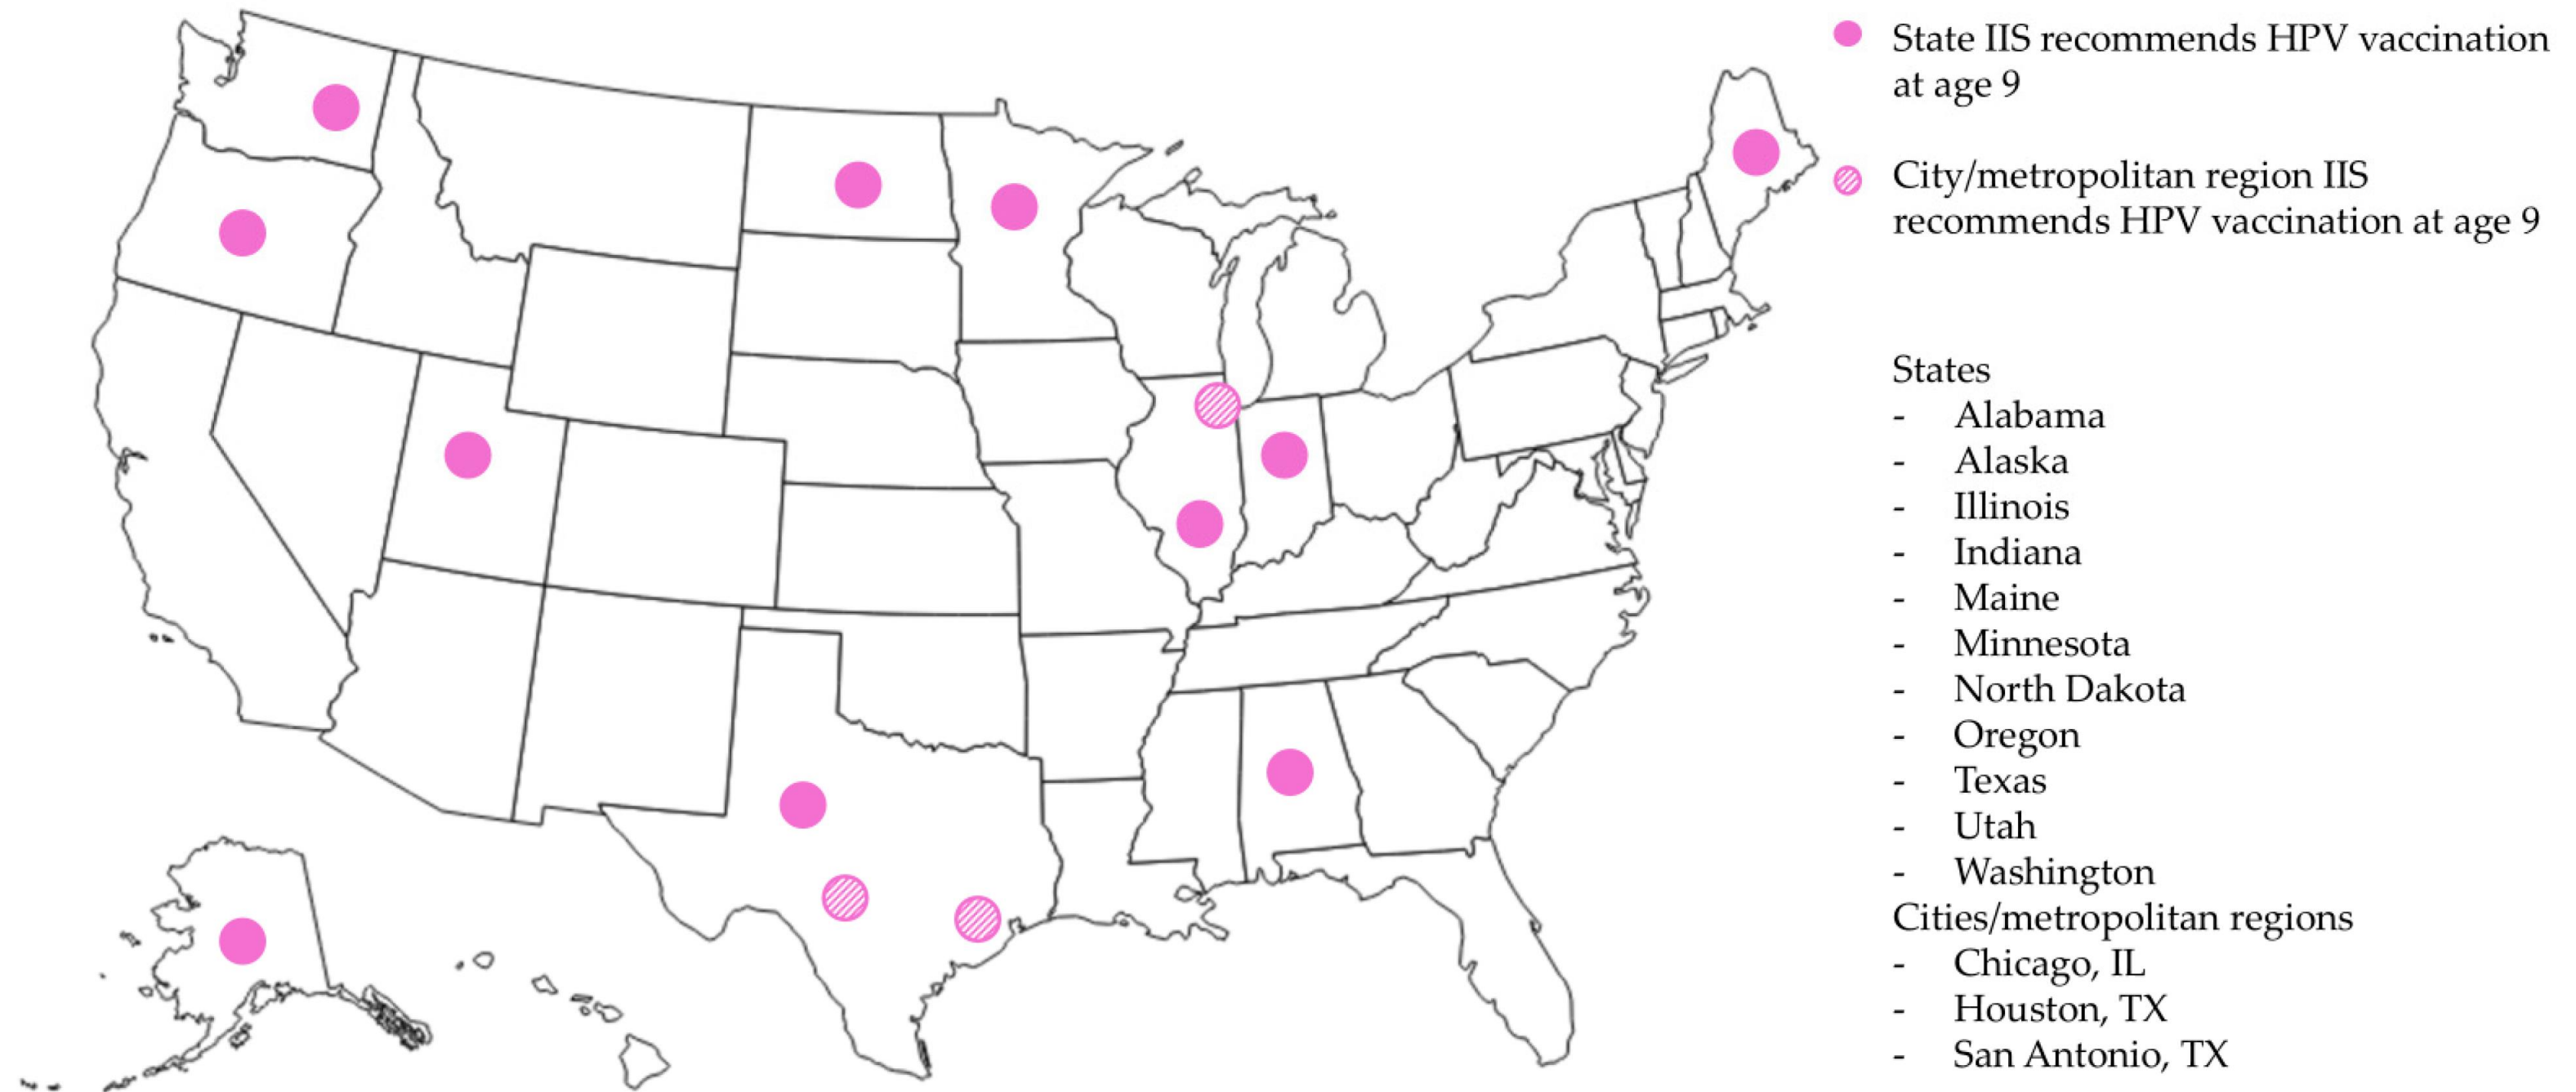 State IIS recommends HPV vaccination
at age 9
City/metropolitan region IIS
recommends HPV vaccination at age 9
States
- Alabama
- Alaska
- Illinois
- Indiana
- Maine
- Minnesota
- North Dakota
- Oregon
- Texas
- Utah
- Washington
Cities/metropolitan regions
- Chicago, IL
- Houston, TX
- San Antonio, TX